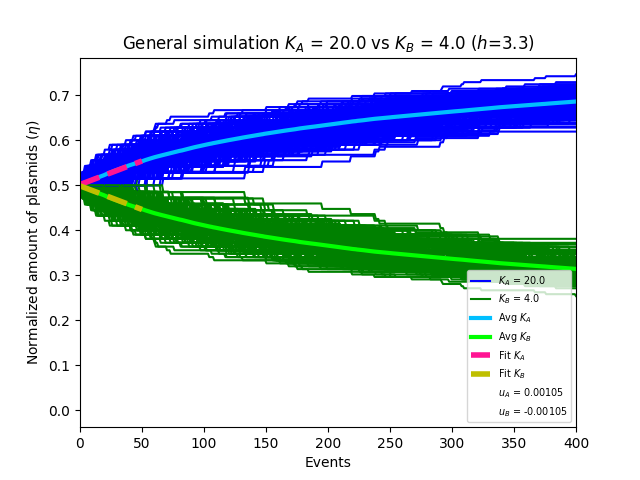 General simulation K_A = 20.0 vs K_B = 4.0 (h=3.3)
Normalized amount of plasmids (η)
0.7
0.6
0.5
0.4
0.3
0.2
0.1
0.0
K_A = 20.0
K_B = 4.0
Avg K_A
Avg K_B
Fit K_A
Fit K_B
u_A = 0.00105
u_B = -0.00105
0 50 100 150 200 250 300 350 400
Events